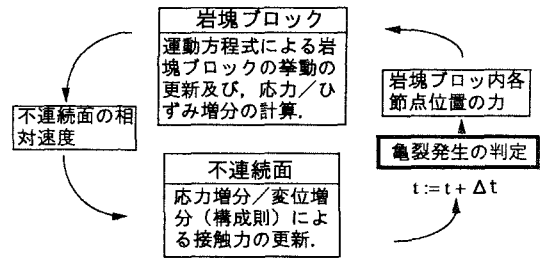 岩塊ブロック
運動方程式による岩
塊ブロックの挙動の
更新及び，応力／ひ
ずみ増分の計算．
不連続面の相
対速度
不連続面
応力増分／変位増
分（構成則）によ
る接触力の更新．
t:=t+Δt
亀裂発生の判定
岩塊ブロッ内各
節点位置の力